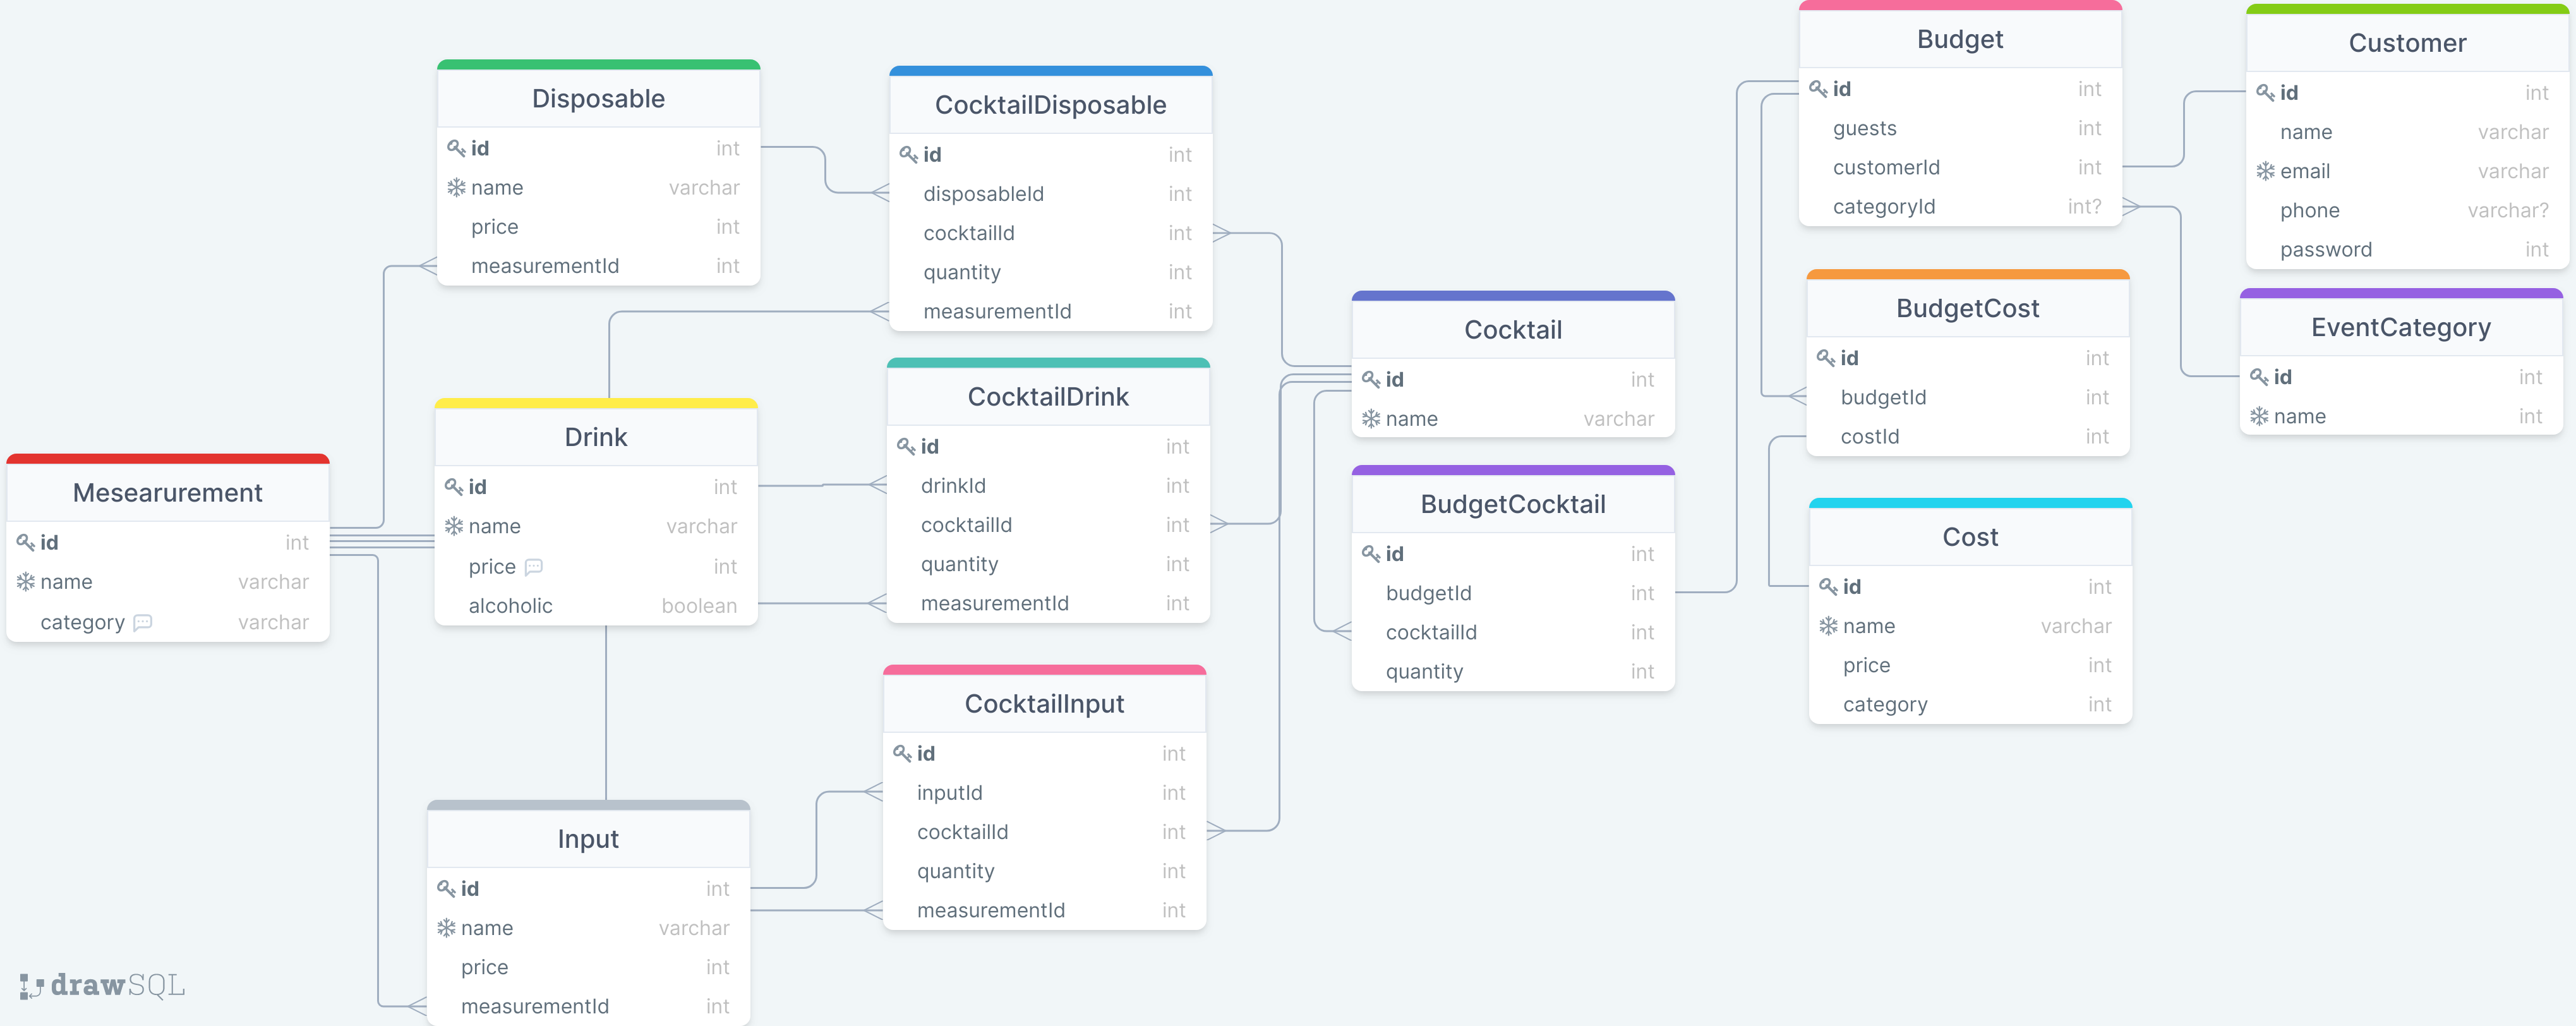 Mesearurement
id int
name varchar
category varchar
Disposable
id int
name varchar
price int
measurementId int
Drink
id int
name varchar
price int
alcoholic boolean
Input
id int
name varchar
price int
measurementId int
CocktailDisposable
id int
disposableId int
cocktailId int
quantity int
measurementId int
CocktailDrink
id int
drinkId int
cocktailId int
quantity int
measurementId int
CocktailInput
id int
inputId int
cocktailId int
quantity int
measurementId int
Cocktail
id int
name varchar
BudgetCocktail
id int
budgetId int
cocktailId int
quantity int
Budget
id int
guests int
customerId int
categoryId int?
BudgetCost
id int
budgetId int
costId int
Cost
id int
name varchar
price int
category int
Customer
id int
name varchar
email varchar
phone varchar?
password int
EventCategory
id int
name int
drawSQL